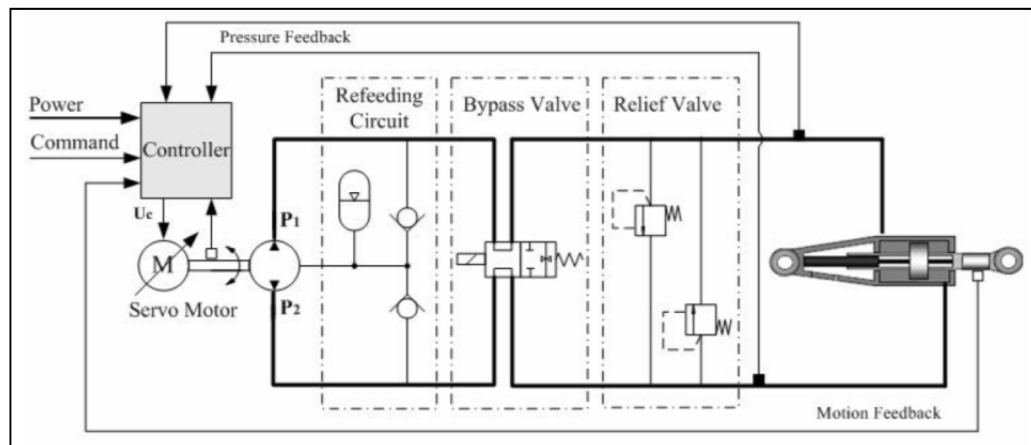 Pressure Feedback
Power
Command
Controller
Refeeding
Circuit
Bypass Valve
Relief Valve
Uc
P1
M
P2
Servo Motor
Motion Feedback